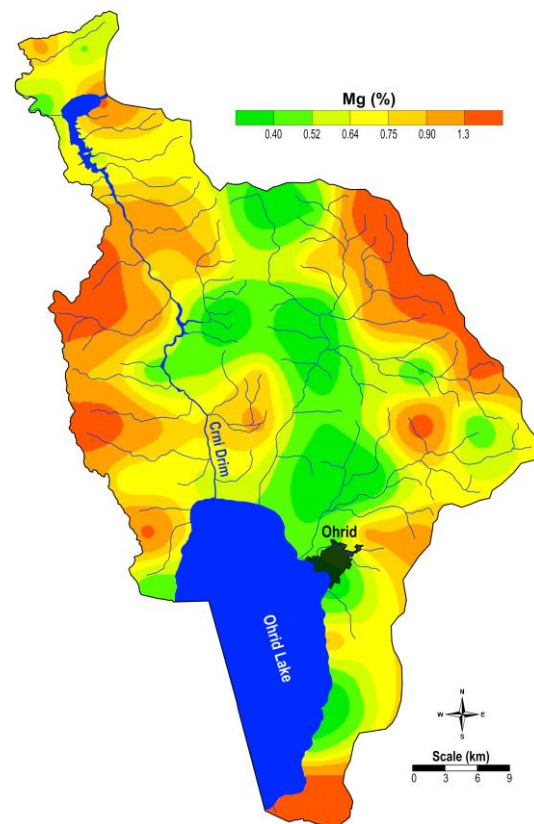 Mg (%)
0.40 0.52 0.64 0.75 0.90 1.3
Crni Drim
Ohrid
Ohrid Lake
N
W E
S
Scale (km)
0 3 6 9